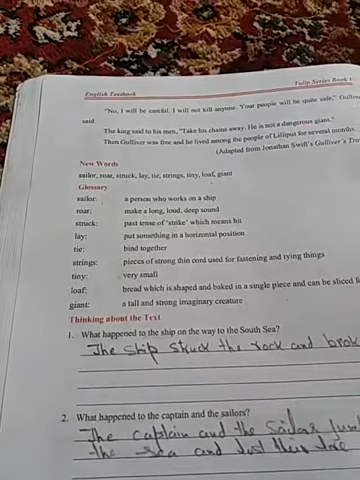 English Textbook
Tulip Series Book
"No, I will be careful. I will not kill anyone. Your people will be quite safe,"
said.
The king said to his men, "Take his chains away. He is not a dangerous giant."
Then Gulliver was free and he lived among the people of Lilliput for several months.
(Adapted from Jonathan Swift's Gulliver's
New Words
sailor, roar, struck, lay, tie, strings, tiny, loaf, giant
Glossary
sailor: a person who works on a ship
roar: make a long, loud, deep sound
struck: past tense of 'strike' which means hit
lay: put something in a horizontal position
tie: bind together
strings: pieces of strong thin cord used for fastening and tying things
tiny: very small
loaf: bread which is shaped and baked in a single piece and can be sliced
giant: a tall and strong imaginary creature
Thinking about the Text
1. What happened to the ship on the way to the South Sea?
The ship struck the rock and
2. What happened to the captain and the sailors?
The captain and the sailors
the sea and lost their